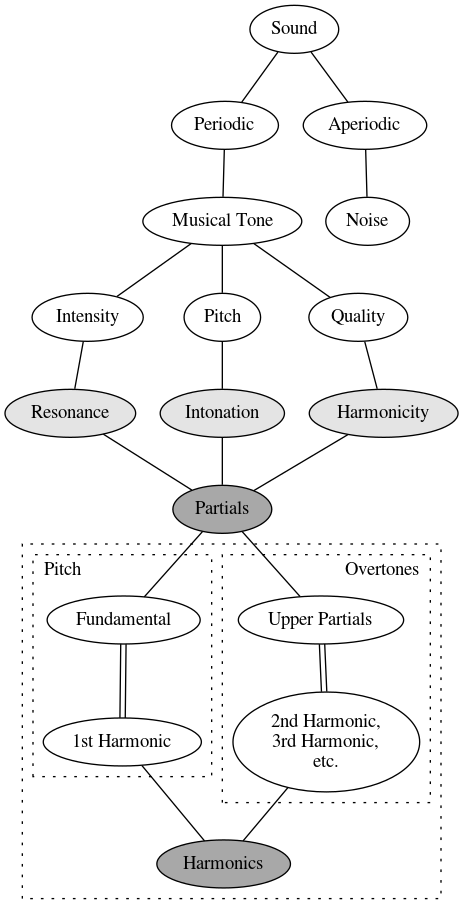 Sound
Periodic
Aperiodic
Musical Tone
Noise
Intensity
Pitch
Quality
Resonance
Intonation
Harmonicity
Partials
Pitch
Overtones
Fundamental
Upper Partials
1st Harmonic
2nd Harmonic,
3rd Harmonic,
etc.
Harmonics